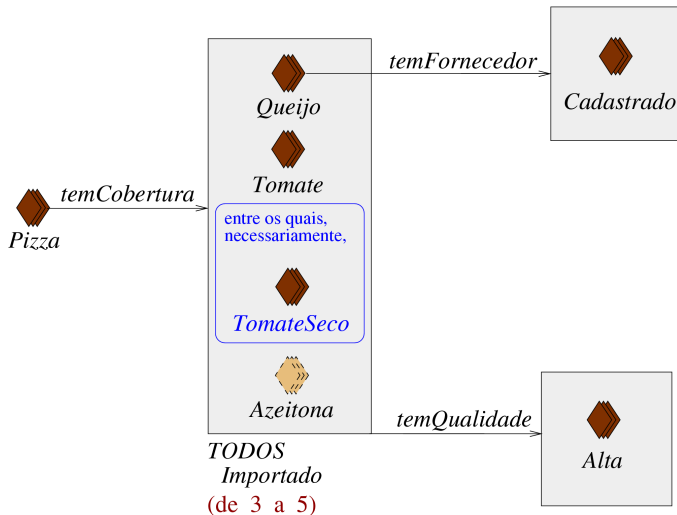 temFornecedor
Queijo
Cadastrado
Tomate
temCobertura
Pizza
entre os quais,
necessariamente,
TomateSeco
Azeitona
temQualidade
TODOS
Importado
(de 3 a 5)
Alta